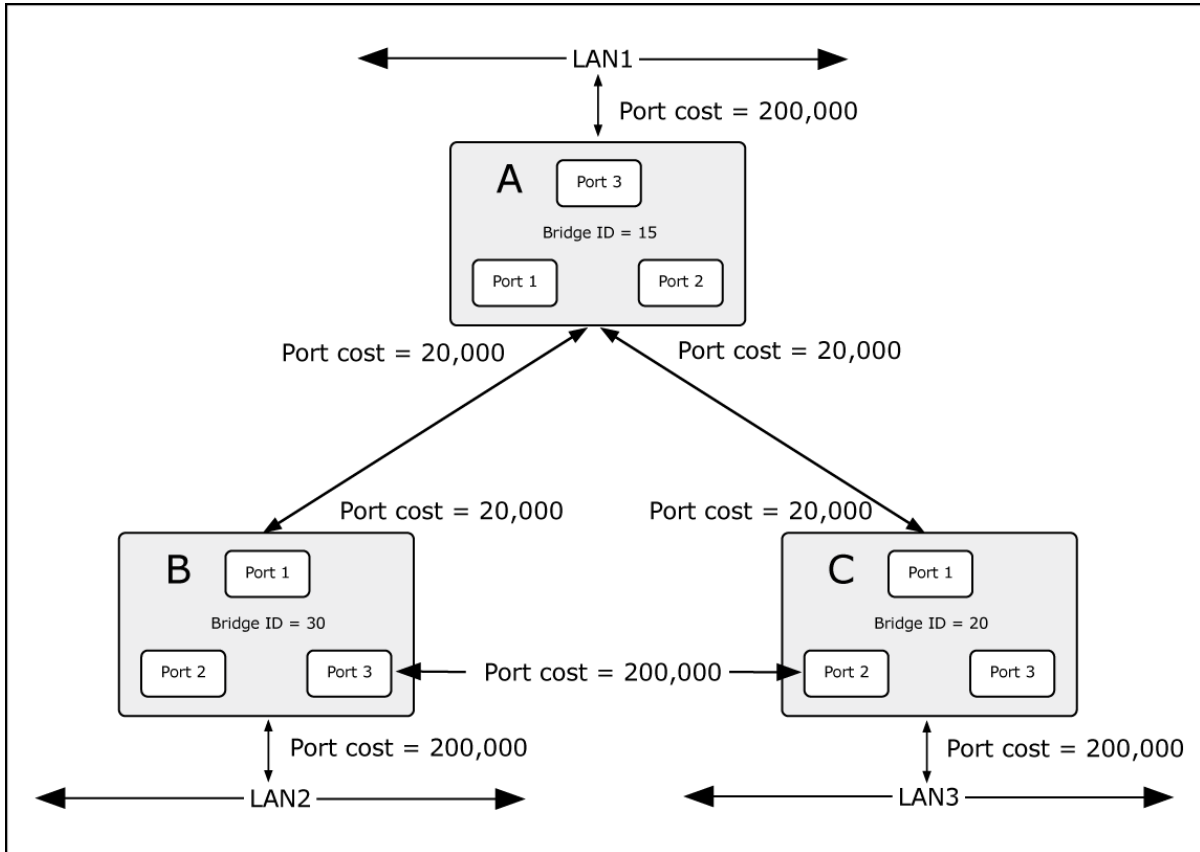 LAN1
Port cost = 200,000
A
Port 3
Bridge ID = 15
Port 1
Port 2
Port cost = 20,000
Port cost = 20,000
Port cost = 20,000
Port cost = 20,000
B
Port 1
Bridge ID = 30
Port 2
Port 3
Port cost = 200,000
C
Port 1
Bridge ID = 20
Port 2
Port 3
Port cost = 200,000
LAN2
Port cost = 200,000
LAN3